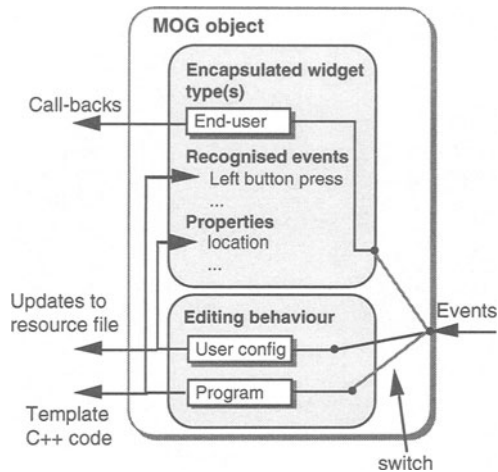 MOG object
Encapsulated widget
type(s)
Call-backs
End-user
Recognised events
Left button press
...
Properties
location
...
Updates to
resource file
Editing behaviour
Events
User config
Program
Template
C++ code
switch